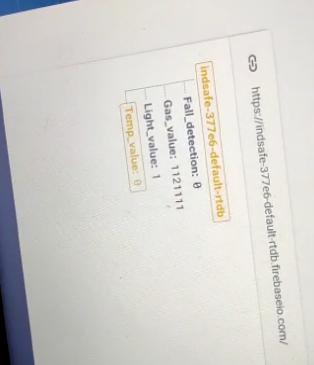 https://indsafe-377e6-default-rtdb.firebaseio.com/
indsafe-377e6-default-rtdb
Fall_detection: 0
Gas_value: 1121111
Light_value: 1
Temp_value: 0